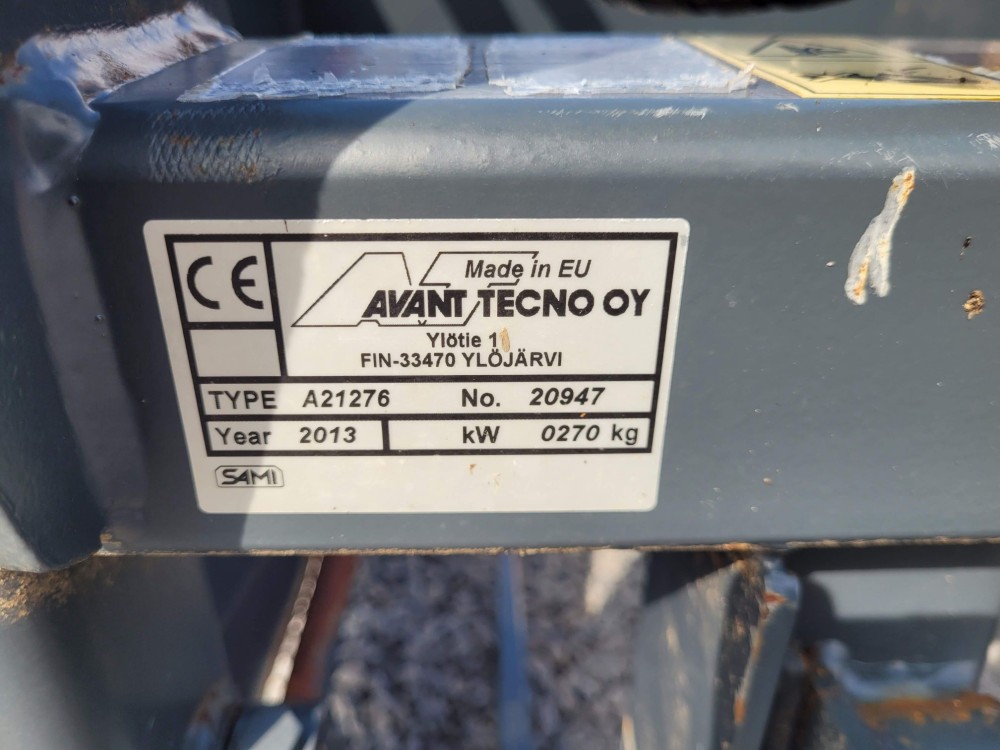 CE
Made in EU
AVANT TECNO OY
Ylötie 1
FIN-33470 YLÖJÄRVI
TYPE A21276 No. 20947
Year 2013 kW 0270 kg
SAMI